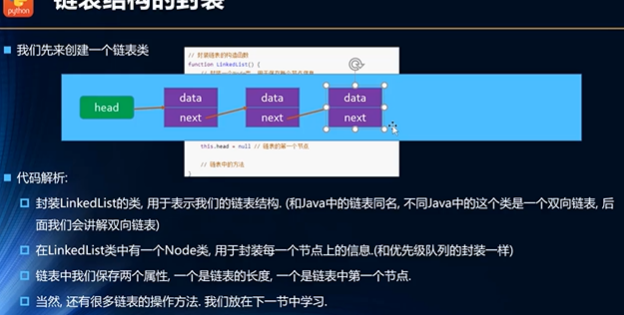 python
链表结构的封装
我们先来创建一个链表类
// 封装链表的构造函数
function LinkedList() {
head
data
next
data
next
data
next
this.head = null // 链表的第一个节点
// 链表中的方法
}
代码解析:
封装LinkedList的类, 用于表示我们的链表结构. (和Java中的链表同名, 不同Java中的这个类是一个双向链表, 后
面我们会讲解双向链表)
在LinkedList类中有一个Node类, 用于封装每一个节点上的信息.(和优先级队列的封装一样)
链表中我们保存两个属性, 一个是链表的长度, 一个是链表中第一个节点.
当然, 还有很多链表的操作方法. 我们放在下一节中学习.